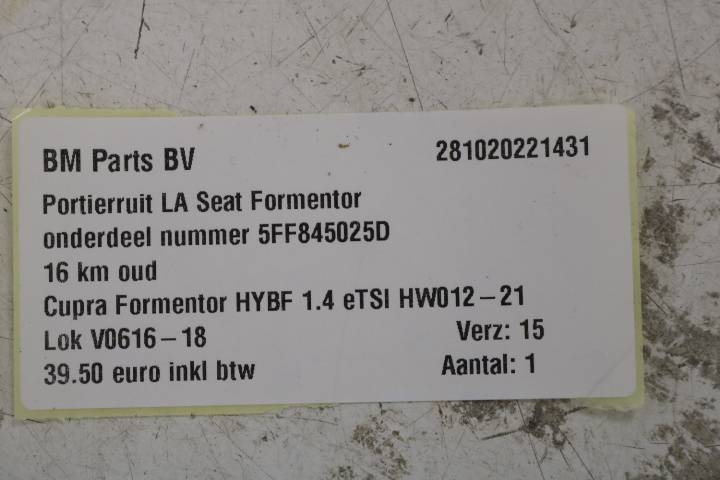 BM Parts BV 281020221431
Portierruit LA Seat Formentor
onderdeel nummer 5FF845025D
16 km oud
Cupra Formentor HYBF 1.4 eTSI HW012-21
Lok V0616-18 Verz: 15
39.50 euro inkl btw Aantal: 1